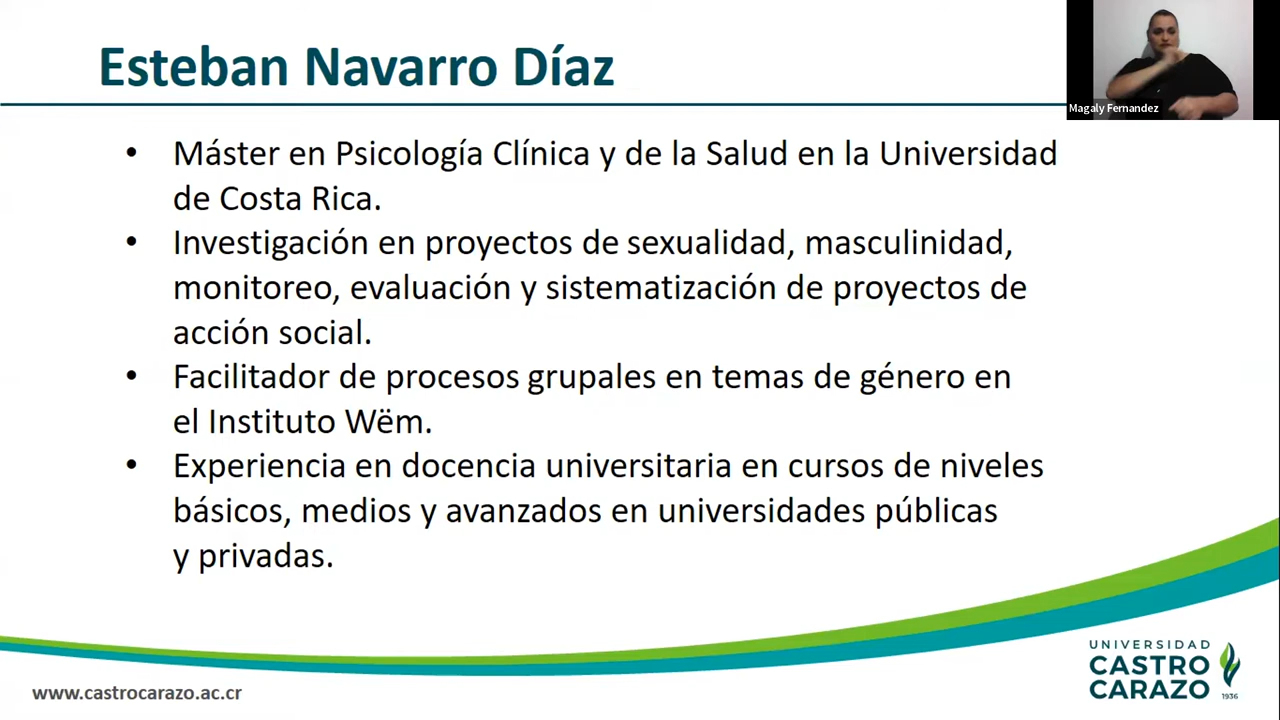 Esteban Navarro Díaz
Magaly Fernandez
• Máster en Psicología Clínica y de la Salud en la Universidad
de Costa Rica.
• Investigación en proyectos de sexualidad, masculinidad,
monitoreo, evaluación y sistematización de proyectos de
acción social.
• Facilitador de procesos grupales en temas de género en
el Instituto Wëm.
• Experiencia en docencia universitaria en cursos de niveles
básicos, medios y avanzados en universidades públicas
y privadas.
www.castrocarazo.ac.cr
UNIVERSIDAD
CASTRO
CARAZO
1936